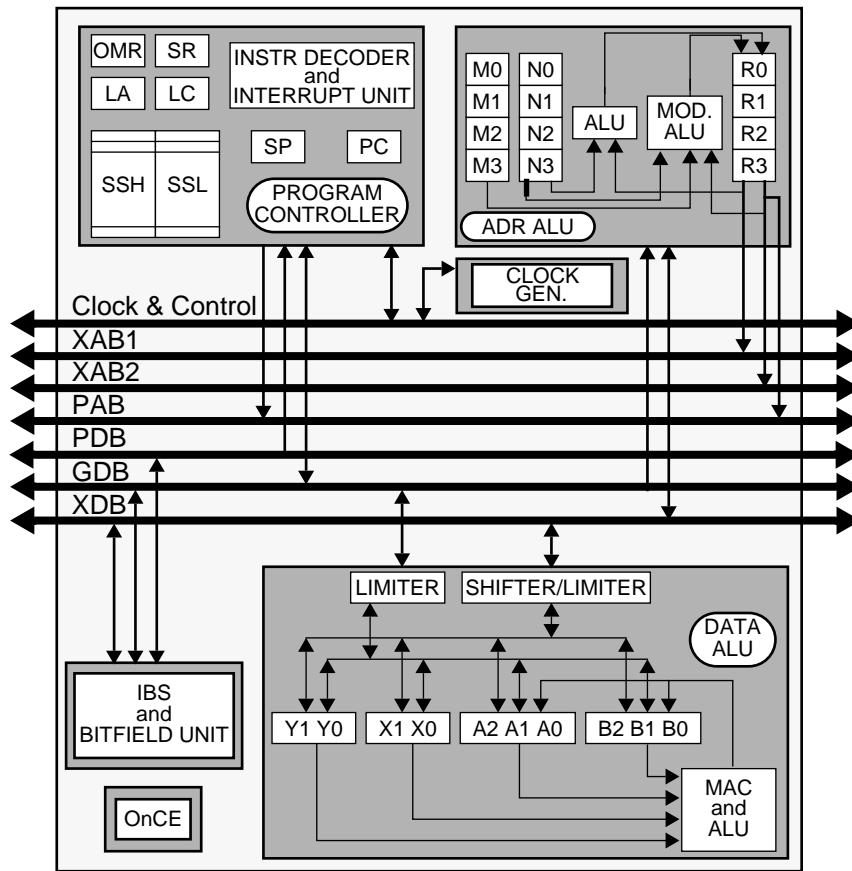 OMR
SR
LA
LC
INSTR DECODER
and
INTERRUPT UNIT
SSH
SSL
SP
PC
PROGRAM
CONTROLLER
M0
M1
M2
M3
N0
N1
N2
N3
ALU
MOD.
ALU
R0
R1
R2
R3
ADR ALU
CLOCK
GEN.
Clock & Control
XAB1
XAB2
PAB
PDB
GDB
XDB
LIMITER
SHIFTER/LIMITER
DATA
ALU
IBS
and
BITFIELD UNIT
Y1 Y0
X1 X0
A2 A1 A0
B2 B1 B0
MAC
and
ALU
OnCE